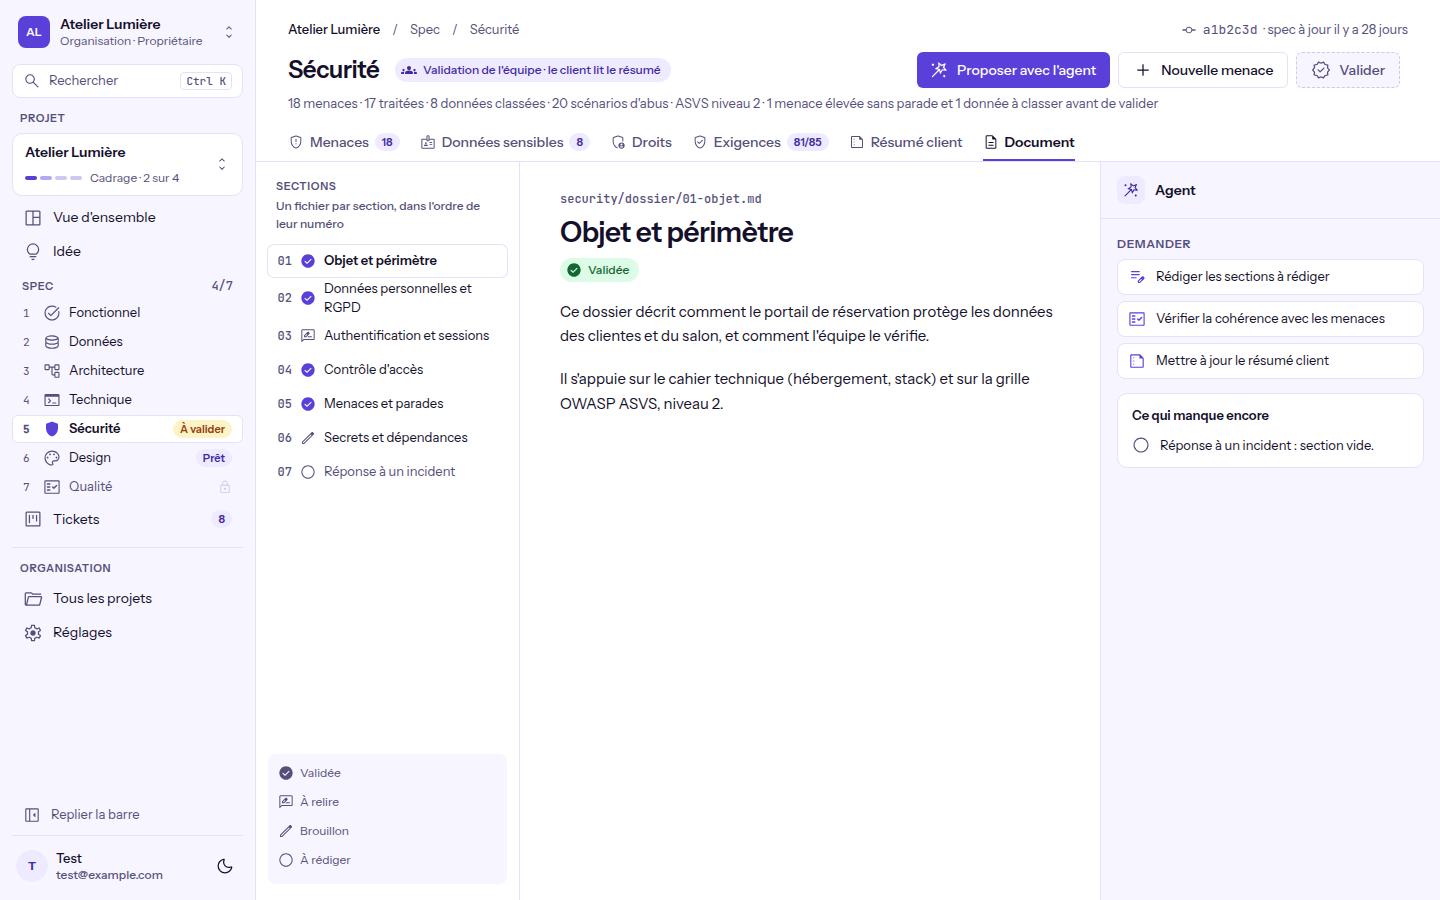 AL
Atelier Lumière
Organisation · Propriétaire
Rechercher
Ctrl K
PROJET
Atelier Lumière
Cadrage · 2 sur 4
Vue d'ensemble
Idée
SPEC
4/7
1 Fonctionnel
2 Données
3 Architecture
4 Technique
5 Sécurité À valider
6 Design Prêt
7 Qualité
Tickets 8
ORGANISATION
Tous les projets
Réglages
Replier la barre
T
Test
test@example.com
Atelier Lumière / Spec / Sécurité
a1b2c3d · spec à jour il y a 28 jours
Sécurité
Validation de l'équipe · le client lit le résumé
Proposer avec l'agent
Nouvelle menace
Valider
18 menaces · 17 traitées · 8 données classées · 20 scénarios d'abus · ASVS niveau 2 · 1 menace élevée sans parade et 1 donnée à classer avant de valider
Menaces 18
Données sensibles 8
Droits
Exigences 81/85
Résumé client
Document
SECTIONS
Un fichier par section, dans l'ordre de
leur numéro
01 Objet et périmètre
02 Données personnelles et
RGPD
03 Authentification et sessions
04 Contrôle d'accès
05 Menaces et parades
06 Secrets et dépendances
07 Réponse à un incident
Validée
À relire
Brouillon
À rédiger
security/dossier/01-objet.md
Objet et périmètre
Validée
Ce dossier décrit comment le portail de réservation protège les données
des clientes et du salon, et comment l'équipe le vérifie.
Il s'appuie sur le cahier technique (hébergement, stack) et sur la grille
OWASP ASVS, niveau 2.
Agent
DEMANDER
Rédiger les sections à rédiger
Vérifier la cohérence avec les menaces
Mettre à jour le résumé client
Ce qui manque encore
Réponse à un incident : section vide.